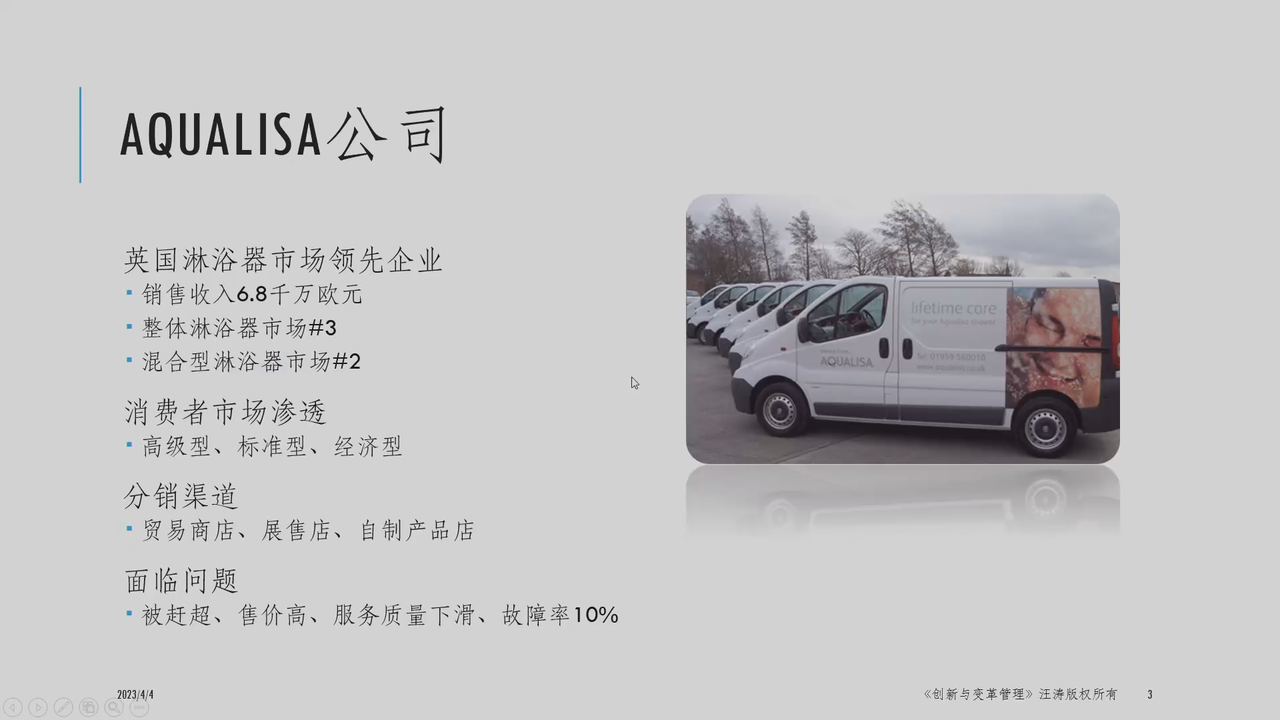 AQUALISA公司
英国淋浴器市场领先企业
销售收入6.8千万欧元
整体淋浴器市场#3
混合型淋浴器市场#2
消费者市场渗透
高级型、标准型、经济型
分销渠道
贸易商店、展售店、自制产品店
面临问题
被赶超、售价高、服务质量下滑、故障率10%
lifetime care
for your Aqualisa shower
AQUALISA
Tel: 01959 560010
www.aqualisa.co.uk
2023/4/4
《创新与变革管理》汪涛版权所有
3